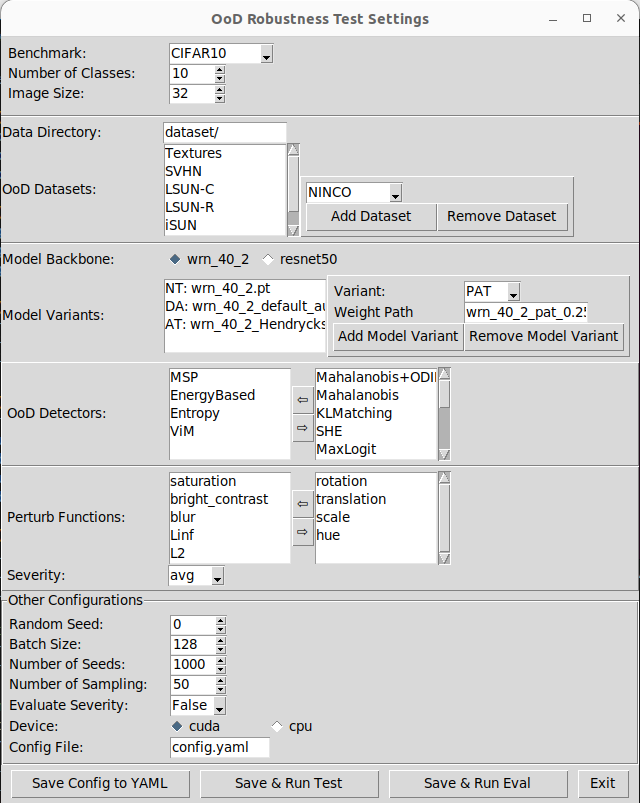 OoD Robustness Test Settings
Benchmark: CIFAR10
Number of Classes: 10
Image Size: 32
Data Directory: dataset/
OoD Datasets:
Textures
SVHN
LSUN-C
LSUN-R
iSUN
NINCO
Add Dataset Remove Dataset
Model Backbone: wrn_40_2 resnet50
Model Variants:
NT: wrn_40_2.pt
DA: wrn_40_2_default_au
AT: wrn_40_2_Hendrycks
Variant: PAT
Weight Path wrn_40_2_pat_0.25
Add Model Variant Remove Model Variant
OoD Detectors:
MSP
EnergyBased
Entropy
ViM
⇦
⇨
Mahalanobis+ODI
Mahalanobis
KLMatching
SHE
MaxLogit
Perturb Functions:
saturation
bright_contrast
blur
Linf
L2
⇦
⇨
rotation
translation
scale
hue
Severity: avg
Other Configurations
Random Seed: 0
Batch Size: 128
Number of Seeds: 1000
Number of Sampling: 50
Evaluate Severity: False
Device: cuda cpu
Config File: config.yaml
Save Config to YAML Save & Run Test Save & Run Eval Exit